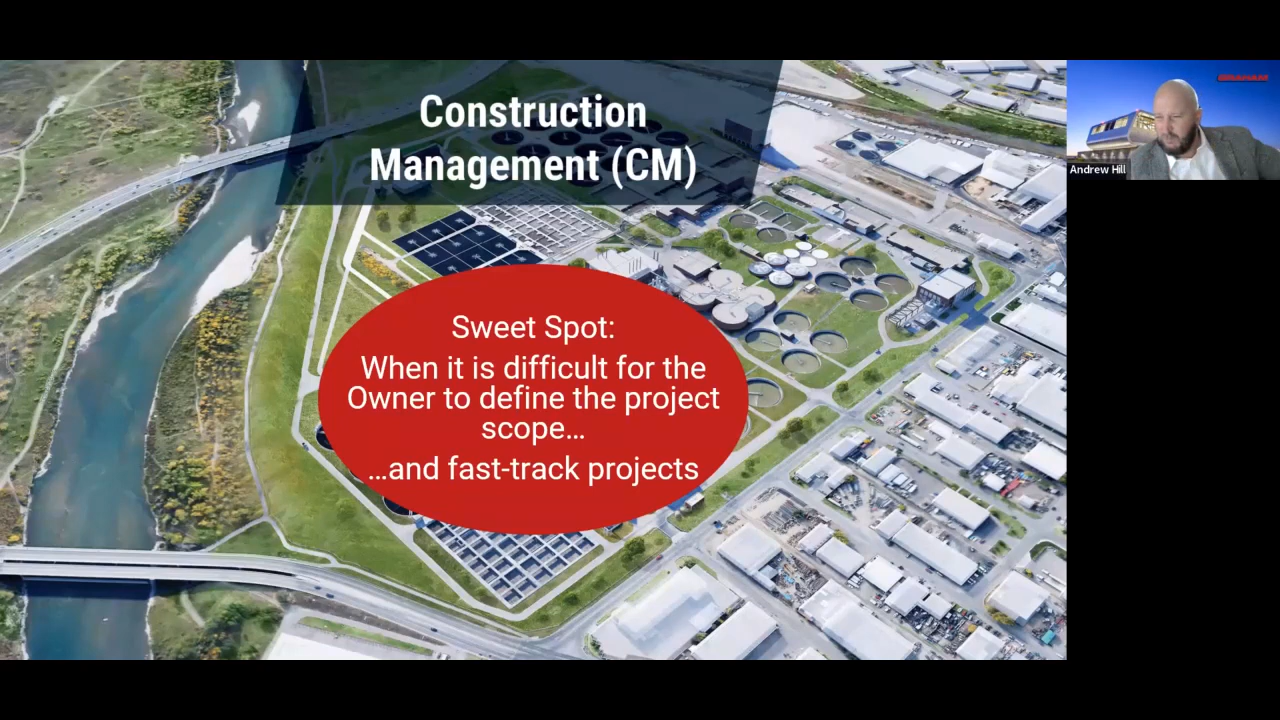 Construction
Management (CM)
Sweet Spot:
When it is difficult for the
Owner to define the project
scope…
…and fast-track projects
GRAHAM
Andrew Hill